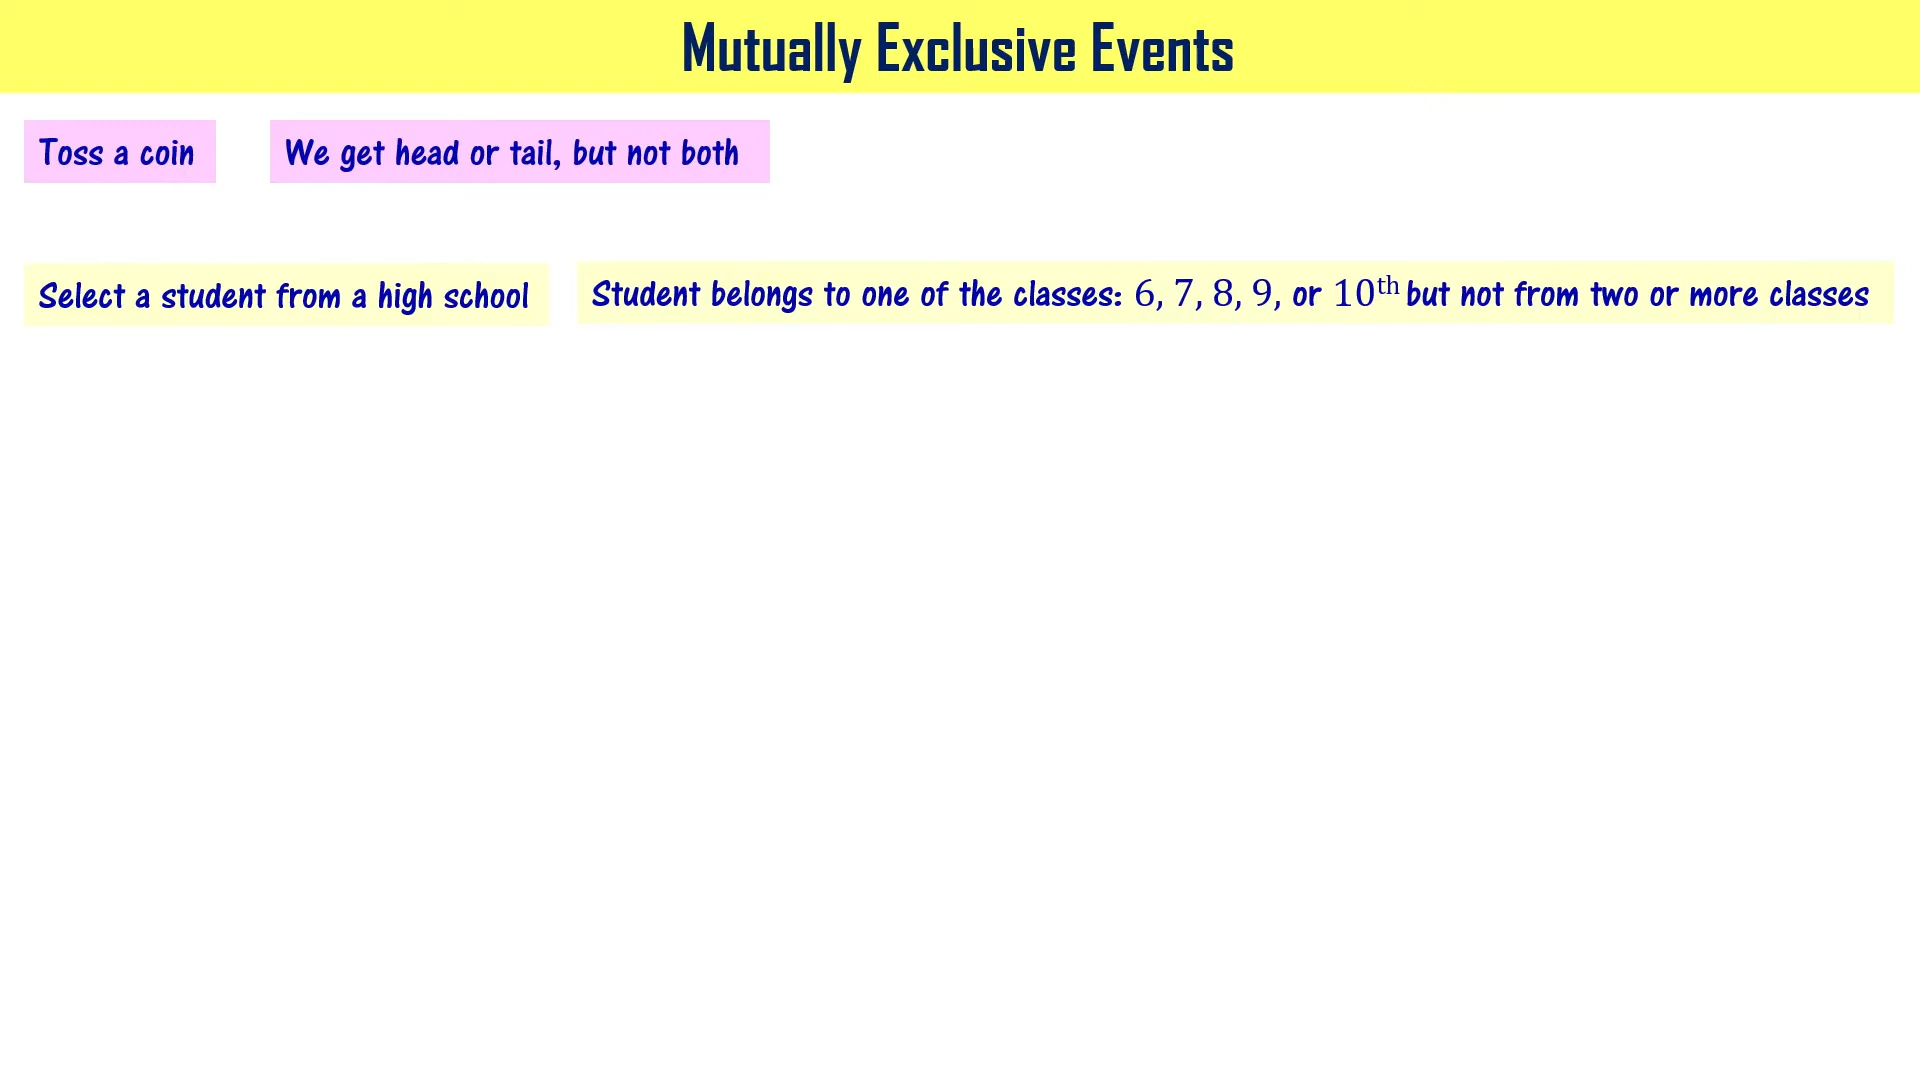 Mutually Exclusive Events
Toss a coin
We get head or tail, but not both
Select a student from a high school
Student belongs to one of the classes: 6, 7, 8, 9, or 10th but not from two or more classes